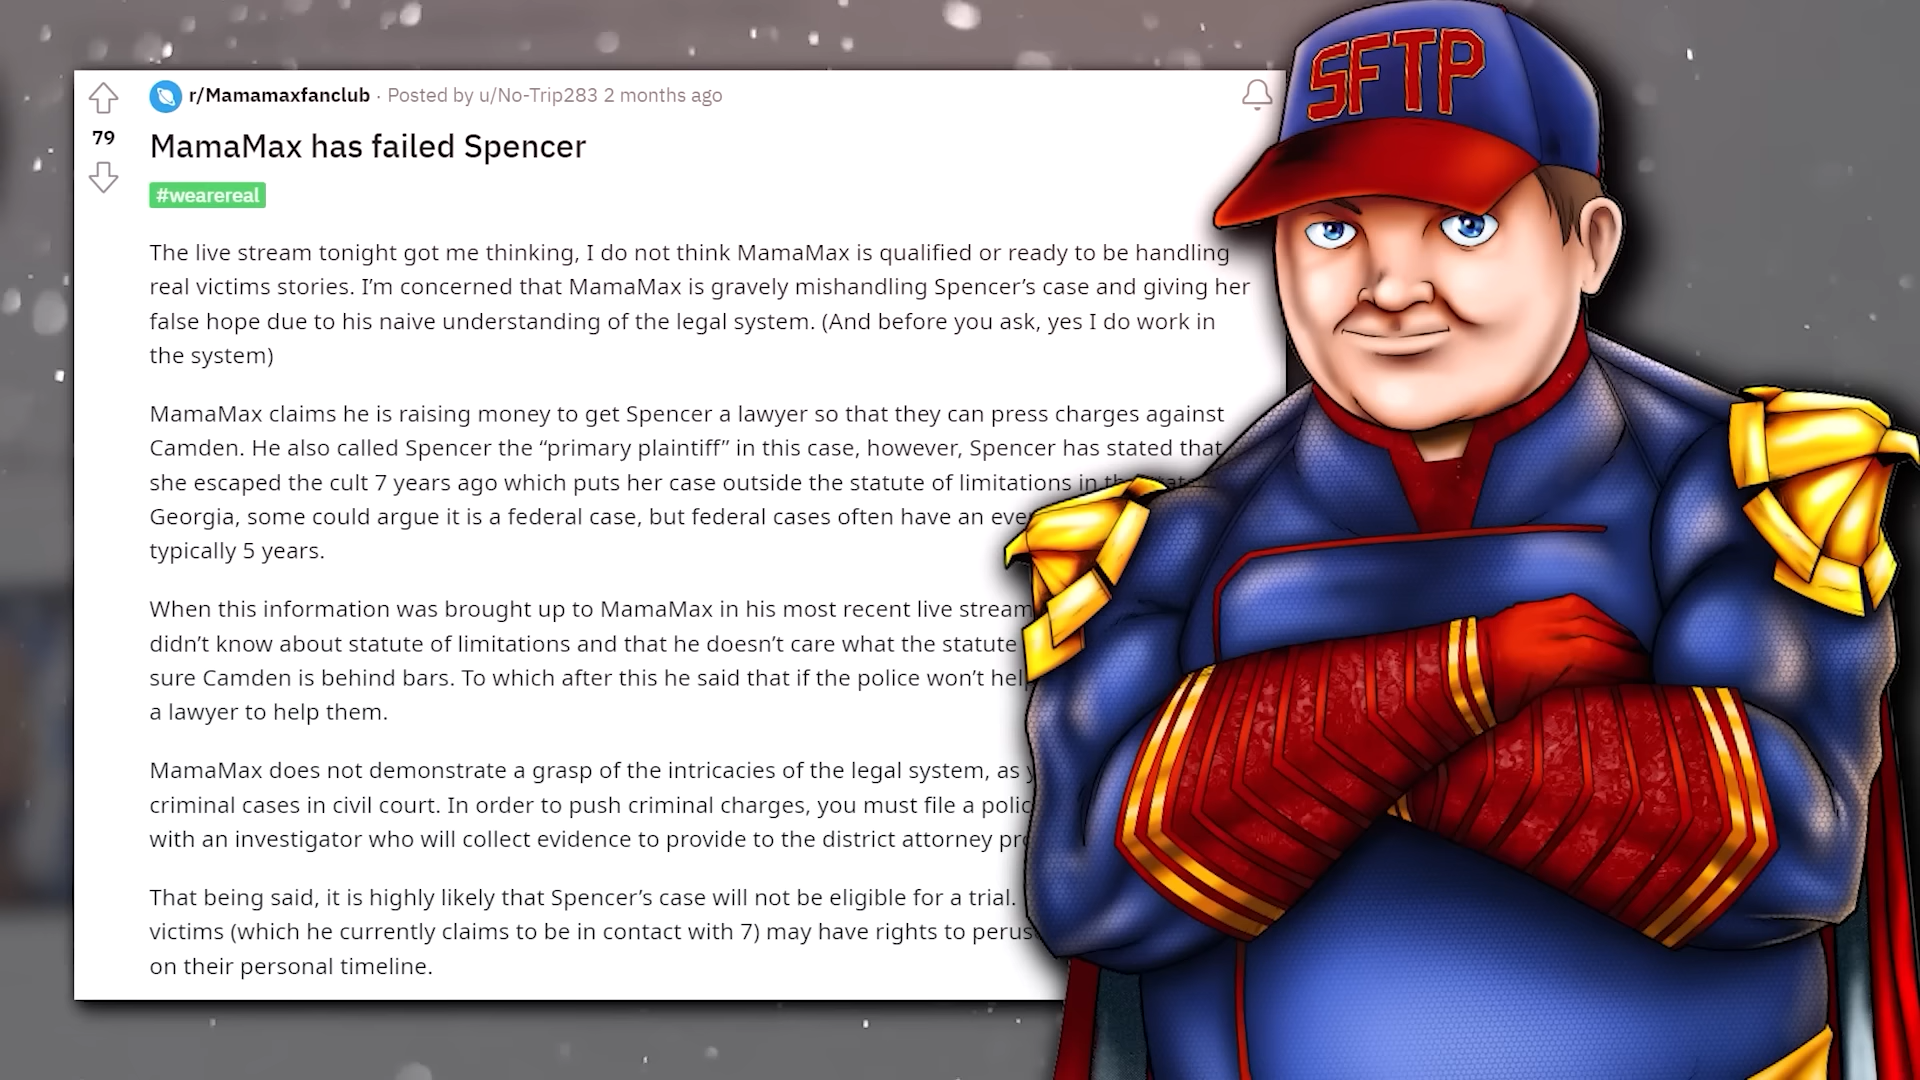 SFTP
r/Mamamaxfanclub · Posted by u/No-Trip283 2 months ago
79
MamaMax has failed Spencer
#wearereal
The live stream tonight got me thinking, I do not think MamaMax is qualified or ready to be handling
real victims stories. I’m concerned that MamaMax is gravely mishandling Spencer’s case and giving her
false hope due to his naive understanding of the legal system. (And before you ask, yes I do work in
the system)
MamaMax claims he is raising money to get Spencer a lawyer so that they can press charges against
Camden. He also called Spencer the “primary plaintiff” in this case, however, Spencer has stated that
she escaped the cult 7 years ago which puts her case outside the statute of limitations in
Georgia, some could argue it is a federal case, but federal cases often have an
typically 5 years.
When this information was brought up to MamaMax in his most recent live stream
didn’t know about statute of limitations and that he doesn’t care what the statute
sure Camden is behind bars. To which after this he said that if the police won’t
a lawyer to help them.
MamaMax does not demonstrate a grasp of the intricacies of the legal system, as
criminal cases in civil court. In order to push criminal charges, you must file a
with an investigator who will collect evidence to provide to the district attorney
That being said, it is highly likely that Spencer’s case will not be eligible for a trial.
victims (which he currently claims to be in contact with 7) may have rights to
on their personal timeline.